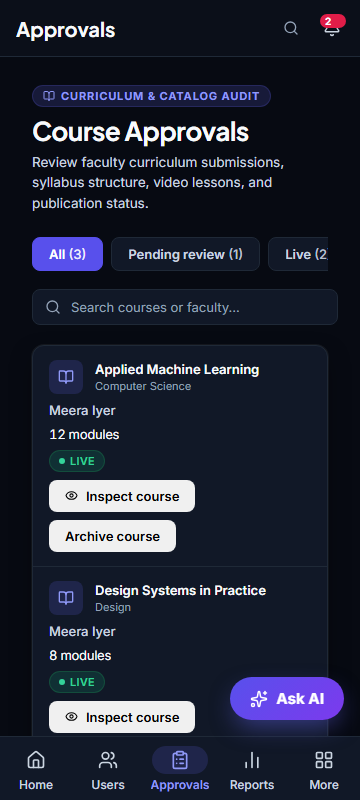 Approvals
2
CURRICULUM & CATALOG AUDIT
Course Approvals
Review faculty curriculum submissions,
syllabus structure, video lessons, and
publication status.
All (3) Pending review (1) Live (2
Search courses or faculty...
Applied Machine Learning
Computer Science
Meera Iyer
12 modules
LIVE
Inspect course
Archive course
Design Systems in Practice
Design
Meera Iyer
8 modules
LIVE
Inspect course
Ask AI
Home Users Approvals Reports More